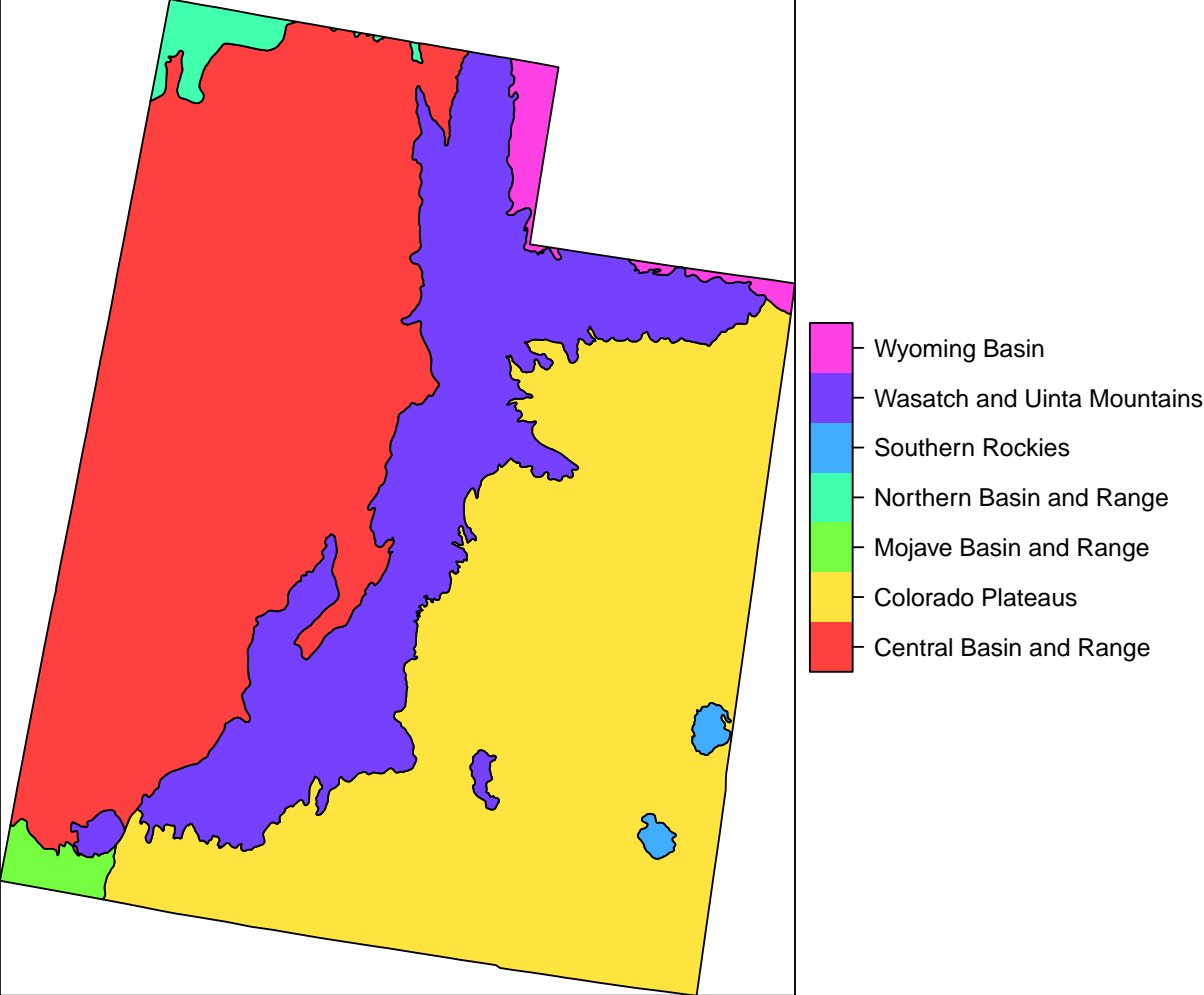 Wyoming Basin
Wasatch and Uinta Mountains
Southern Rockies
Northern Basin and Range
Mojave Basin and Range
Colorado Plateaus
Central Basin and Range